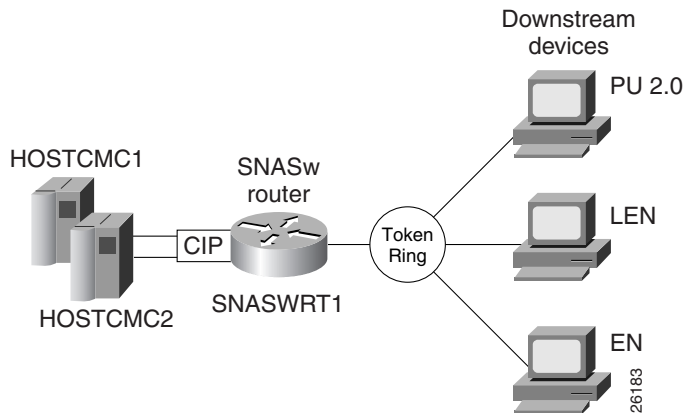 Downstream
devices
PU 2.0
HOSTCMC1
SNASw
router
CIP
Token
Ring
LEN
HOSTCMC2
SNASWRT1
EN
26183